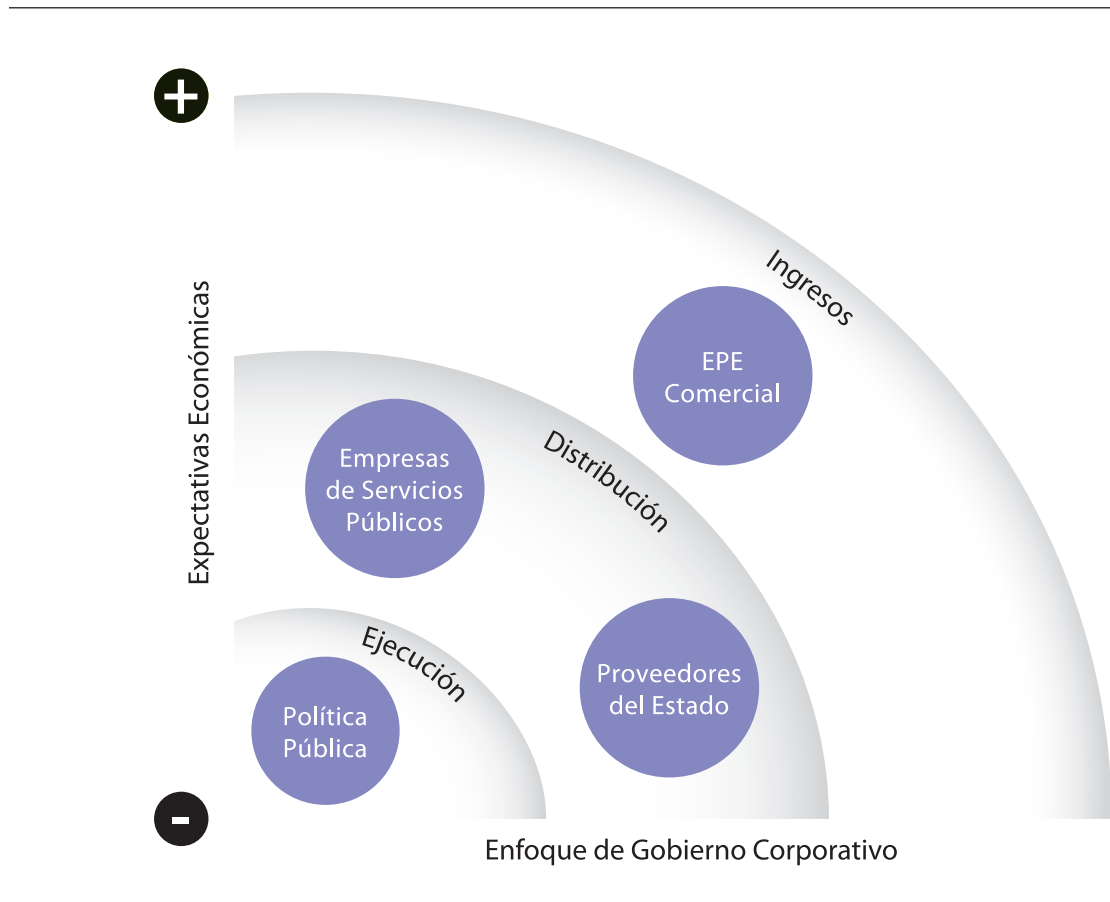 +
Expectativas Económicas
Ingresos
EPE
Comercial
Distribución
Empresas
de Servicios
Públicos
Ejecución
Proveedores
del Estado
Política
Pública
-
Enfoque de Gobierno Corporativo